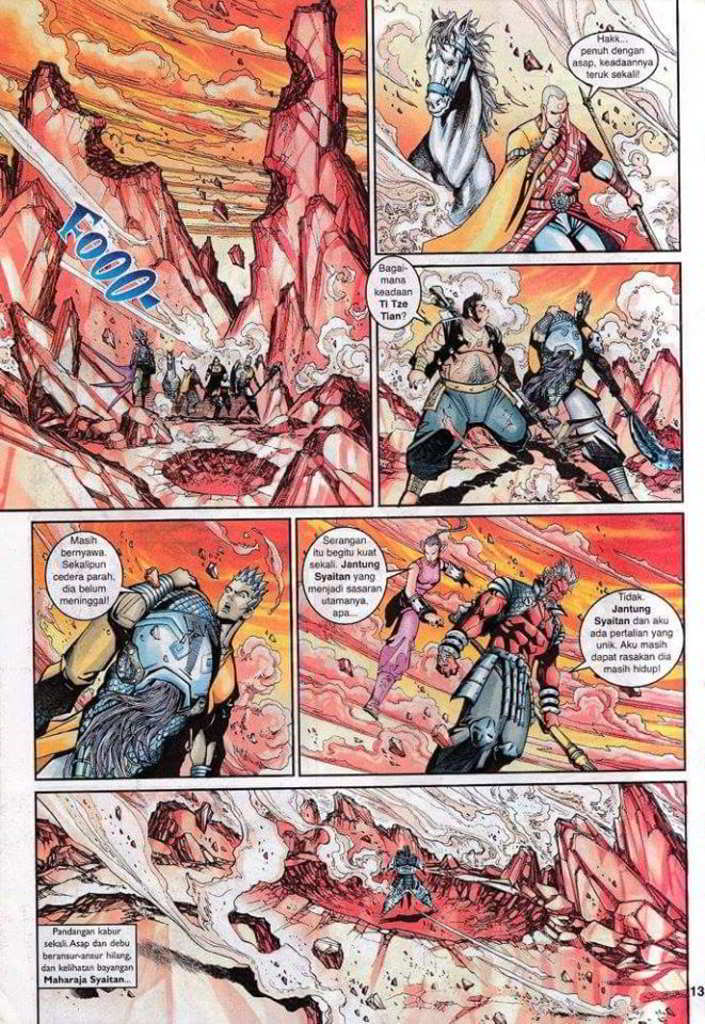 FOOO-
Hakk...
penuh dengan
asap, keadaannya
teruk sekali!
Bagai-
mana
keadaan
Ti Tze
Tian?
Masih
bernyawa.
Sekalipun
cedera parah,
dia belum
meninggal!
Serangan
itu begitu kuat
sekali. Jantung
Syaitan yang
menjadi sasaran
utamanya,
apa...
Tidak.
Jantung
Syaitan dan aku
ada pertalian yang
unik. Aku masih
dapat rasakan dia
masih hidup!
Pandangan kabur
sekali. Asap dan debu
beransur-ansur hilang,
dan kelihatan bayangan
Maharaja Syaitan...
13